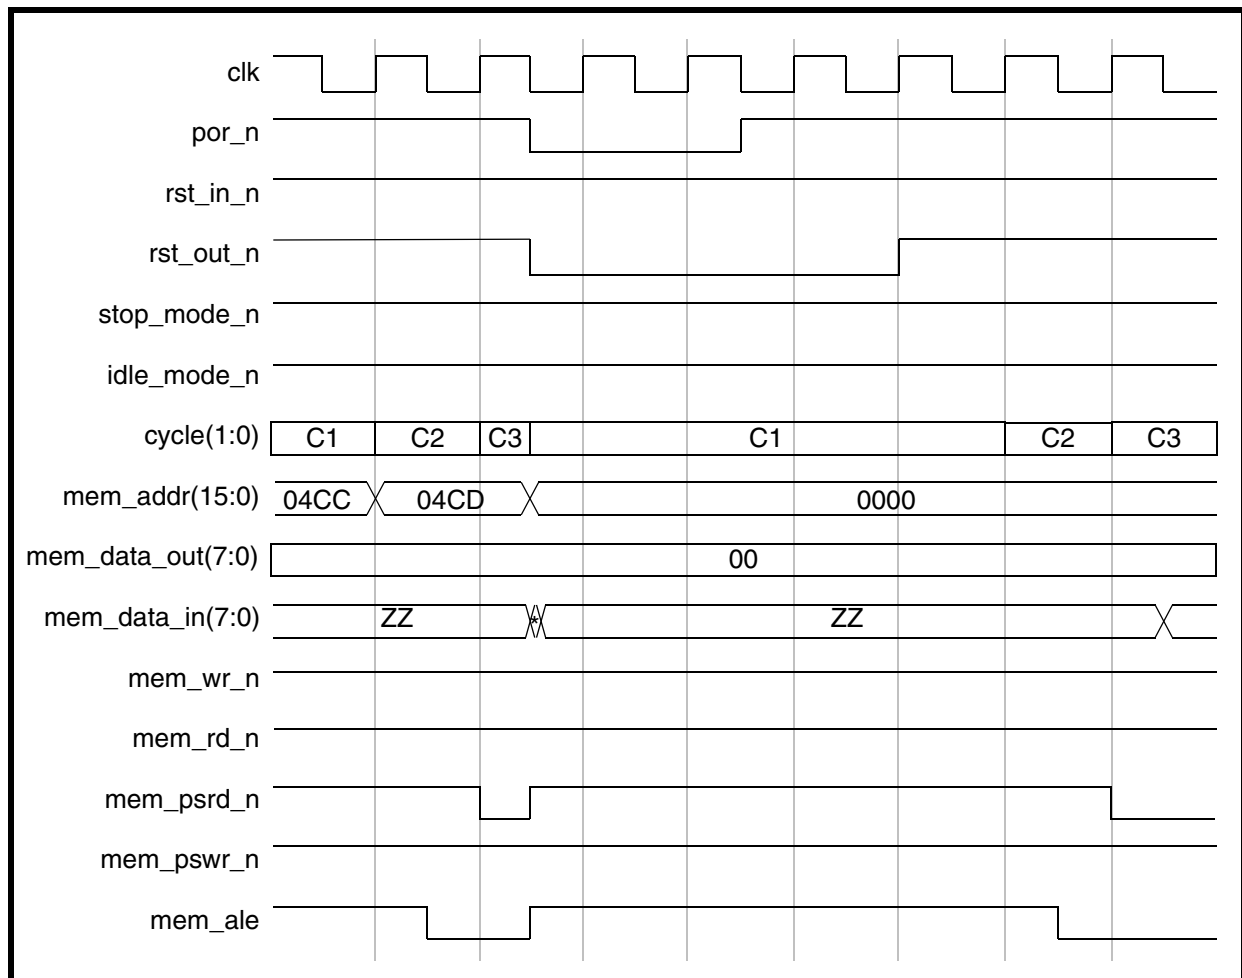 clk
por_n
rst_in_n
rst_out_n
stop_mode_n
idle_mode_n
cycle(1:0) C1 C2 C3 C1 C2 C3
mem_addr(15:0) 04CC 04CD 0000
mem_data_out(7:0) 00
mem_data_in(7:0) ZZ * ZZ
mem_wr_n
mem_rd_n
mem_psrd_n
mem_pswr_n
mem_ale